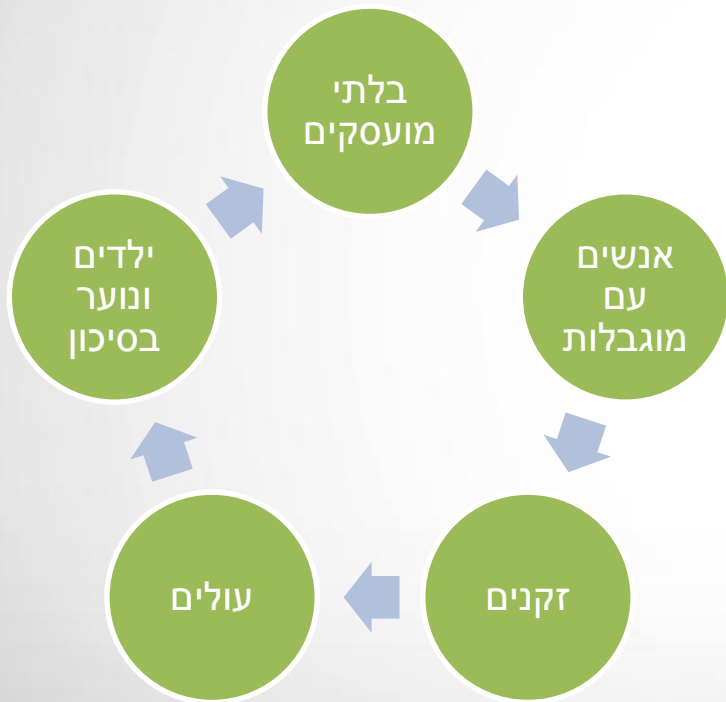 בלתי
מועסקים
אנשים
עם
מוגבלות
זקנים
עולים
ילדים
ונוער
בסיכון